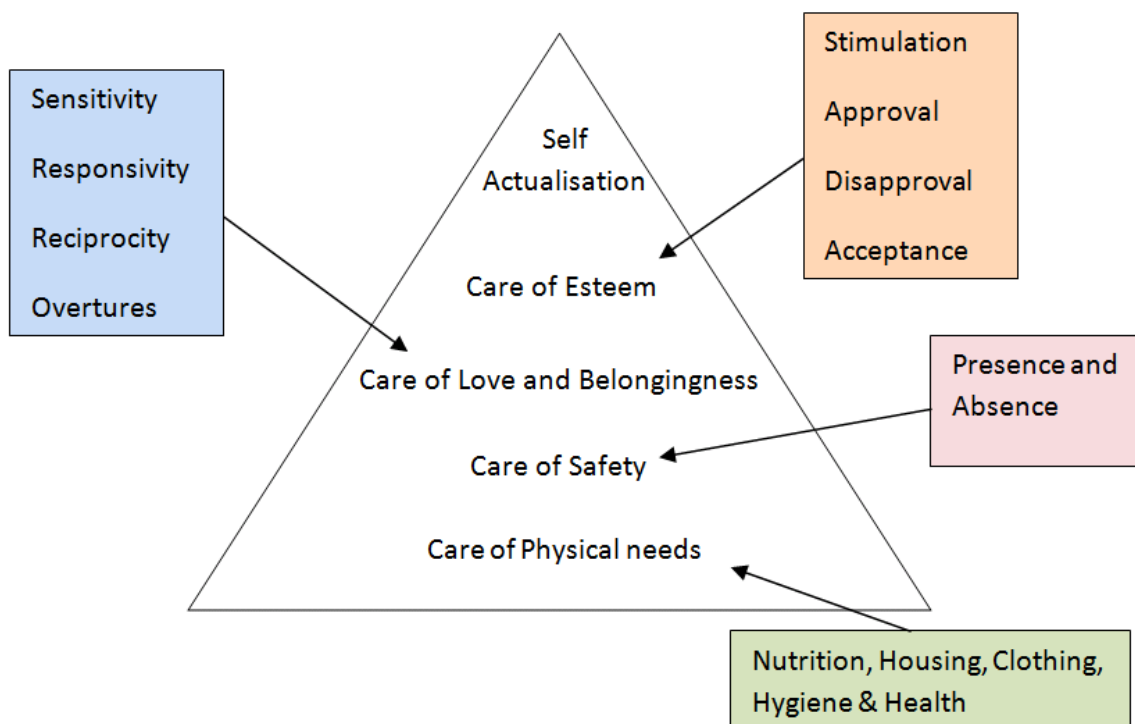 Stimulation
Approval
Disapproval
Acceptance
Sensitivity
Responsivity
Reciprocity
Overtures
Self
Actualisation
Care of Esteem
Care of Love and Belongingness
Presence and
Absence
Care of Safety
Care of Physical needs
Nutrition, Housing, Clothing,
Hygiene & Health